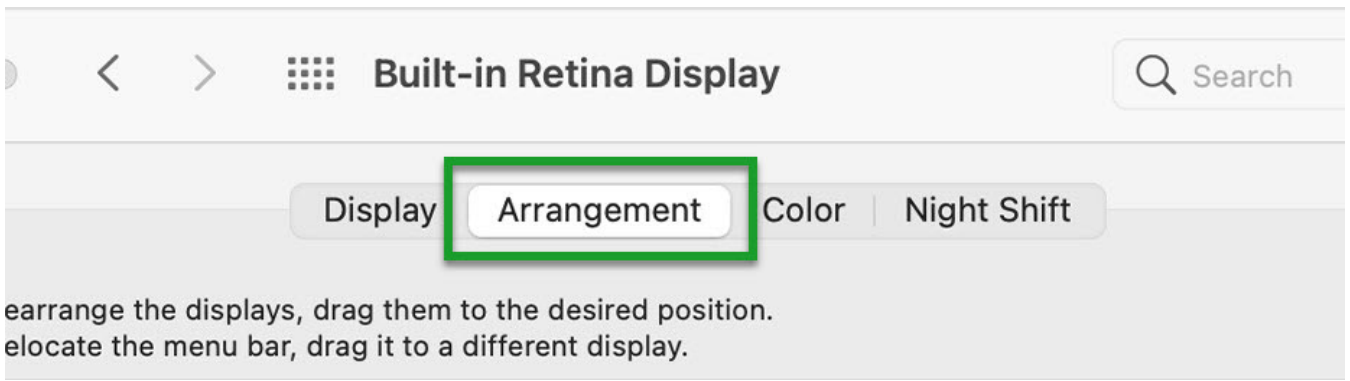 Built-in Retina Display
Search
Display Arrangement Color Night Shift
earrange the displays, drag them to the desired position.
elocate the menu bar, drag it to a different display.